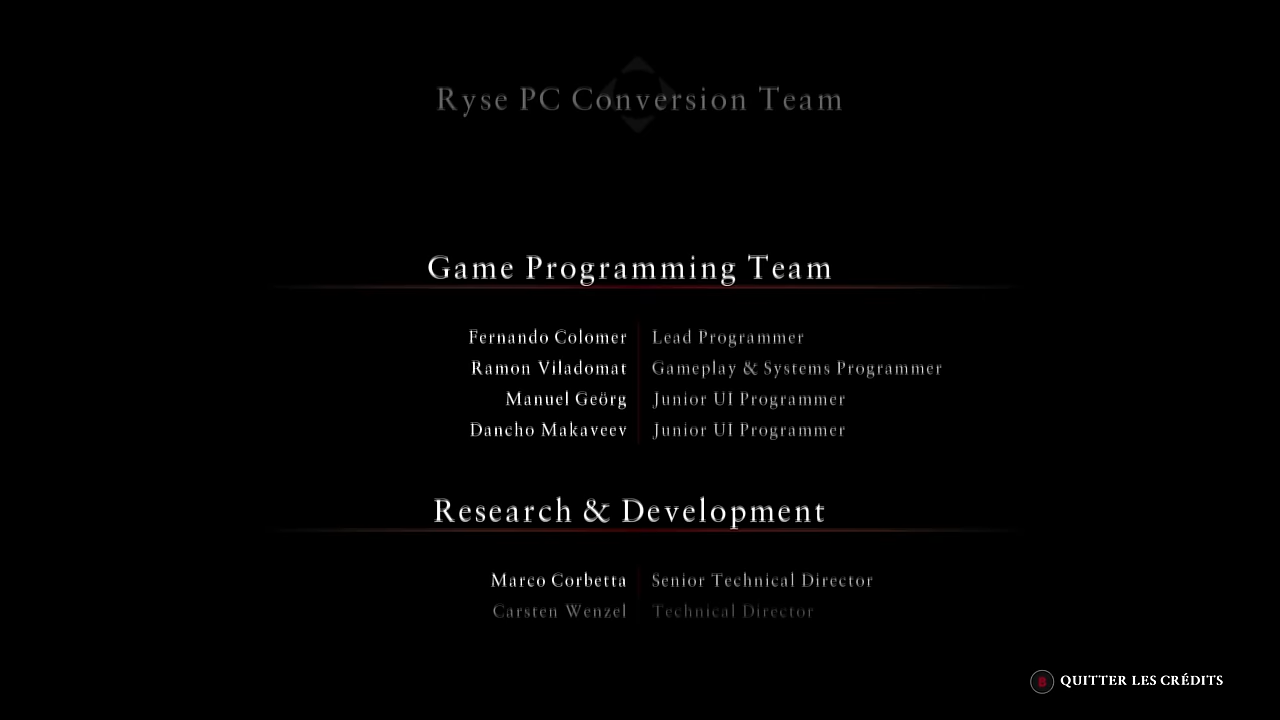 Ryse PC Conversion Team
Game Programming Team
Fernando Colomer Lead Programmer
Ramon Viladomat Gameplay & Systems Programmer
Manuel Geörg Junior UI Programmer
Dancho Makaveev Junior UI Programmer
Research & Development
Marco Corbetta Senior Technical Director
Carsten Wenzel Technical Director
B QUITTER LES CRÉDITS